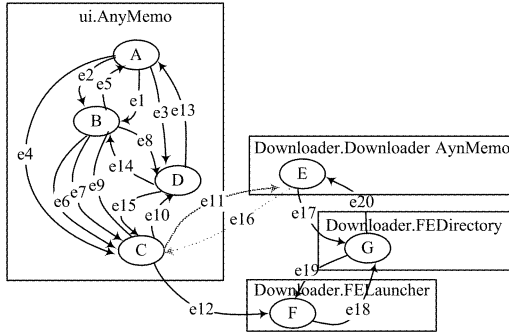 ui.AnyMemo
A
e2
e5
e1
e3
e13
B
e8
e4
e14
Downloader.Downloader AynMemo
E
D
e9
e7
e6
e15
e10
e11
e16
e17
e20
Downloader.FEDirectory
C
G
e19
Downloader.FELauncher
e12
F
e18